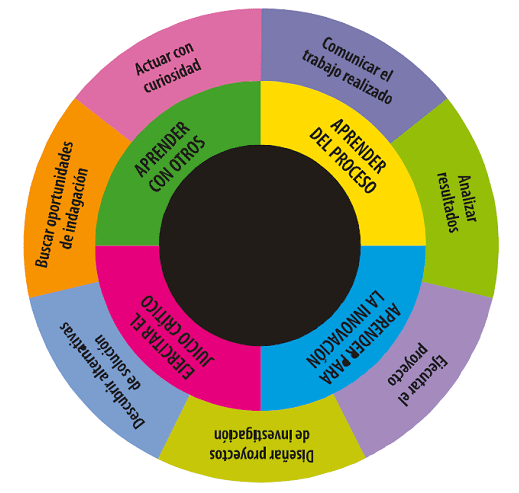 Actuar con
curiosidad
Comunicar el
trabajo realizado
Analizar
resultados
Ejecutar el
proyecto
Diseñar proyectos
de investigación
Descubrir alternativas
de solución
Buscar oportunidades
de indagación
APRENDER
CON OTROS
APRENDER
DEL PROCESO
APRENDER PARA
LA INNOVACIÓN
EJERCITAR EL
JUICIO CRÍTICO